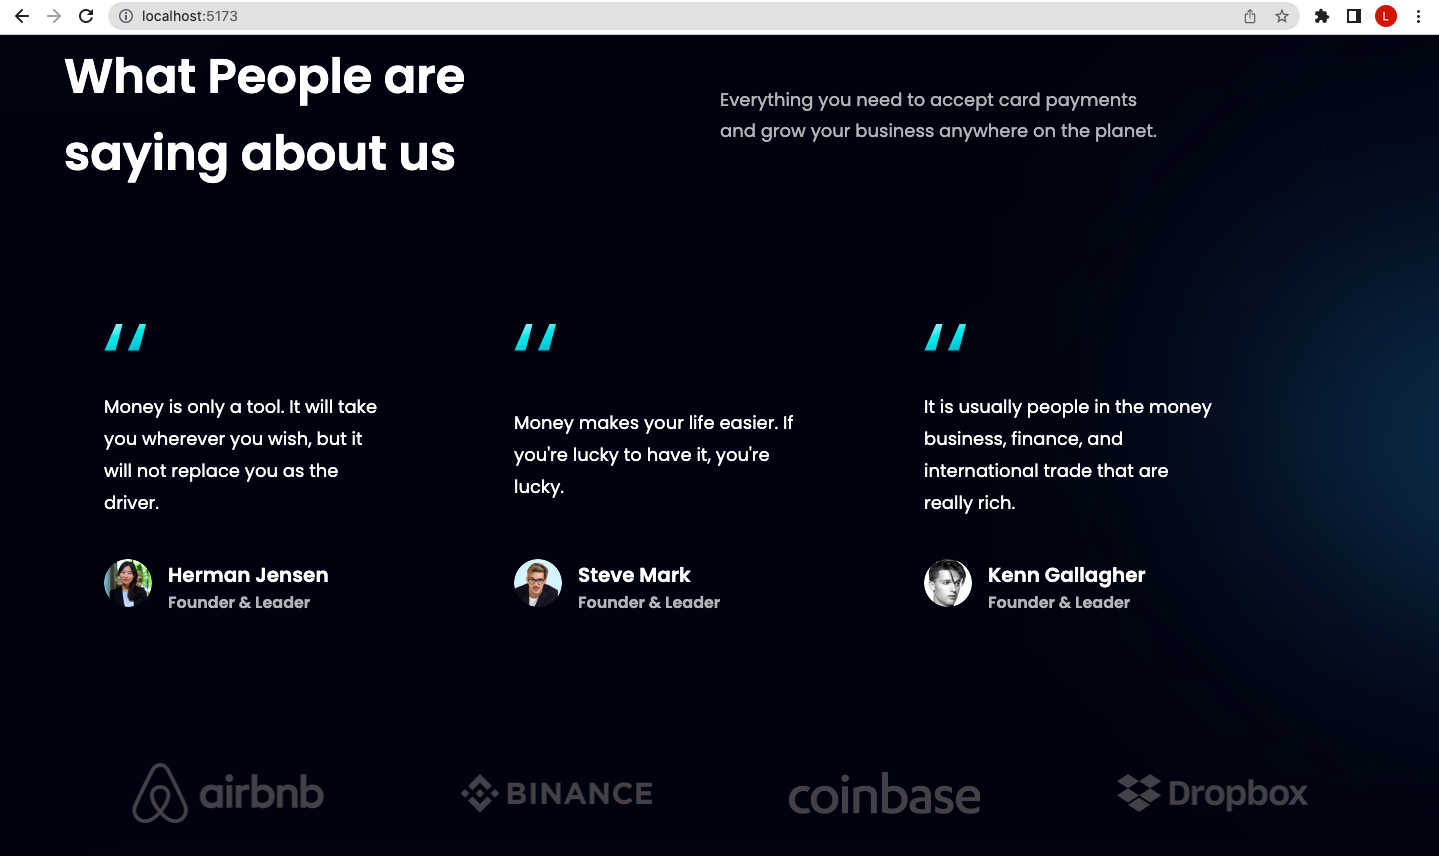 localhost:5173
L
What People are
saying about us
Everything you need to accept card payments
and grow your business anywhere on the planet.
Money is only a tool. It will take
you wherever you wish, but it
will not replace you as the
driver.
Herman Jensen
Founder & Leader
Money makes your life easier. If
you're lucky to have it, you're
lucky.
Steve Mark
Founder & Leader
It is usually people in the money
business, finance, and
international trade that are
really rich.
Kenn Gallagher
Founder & Leader
airbnb
BINANCE
coinbase
Dropbox